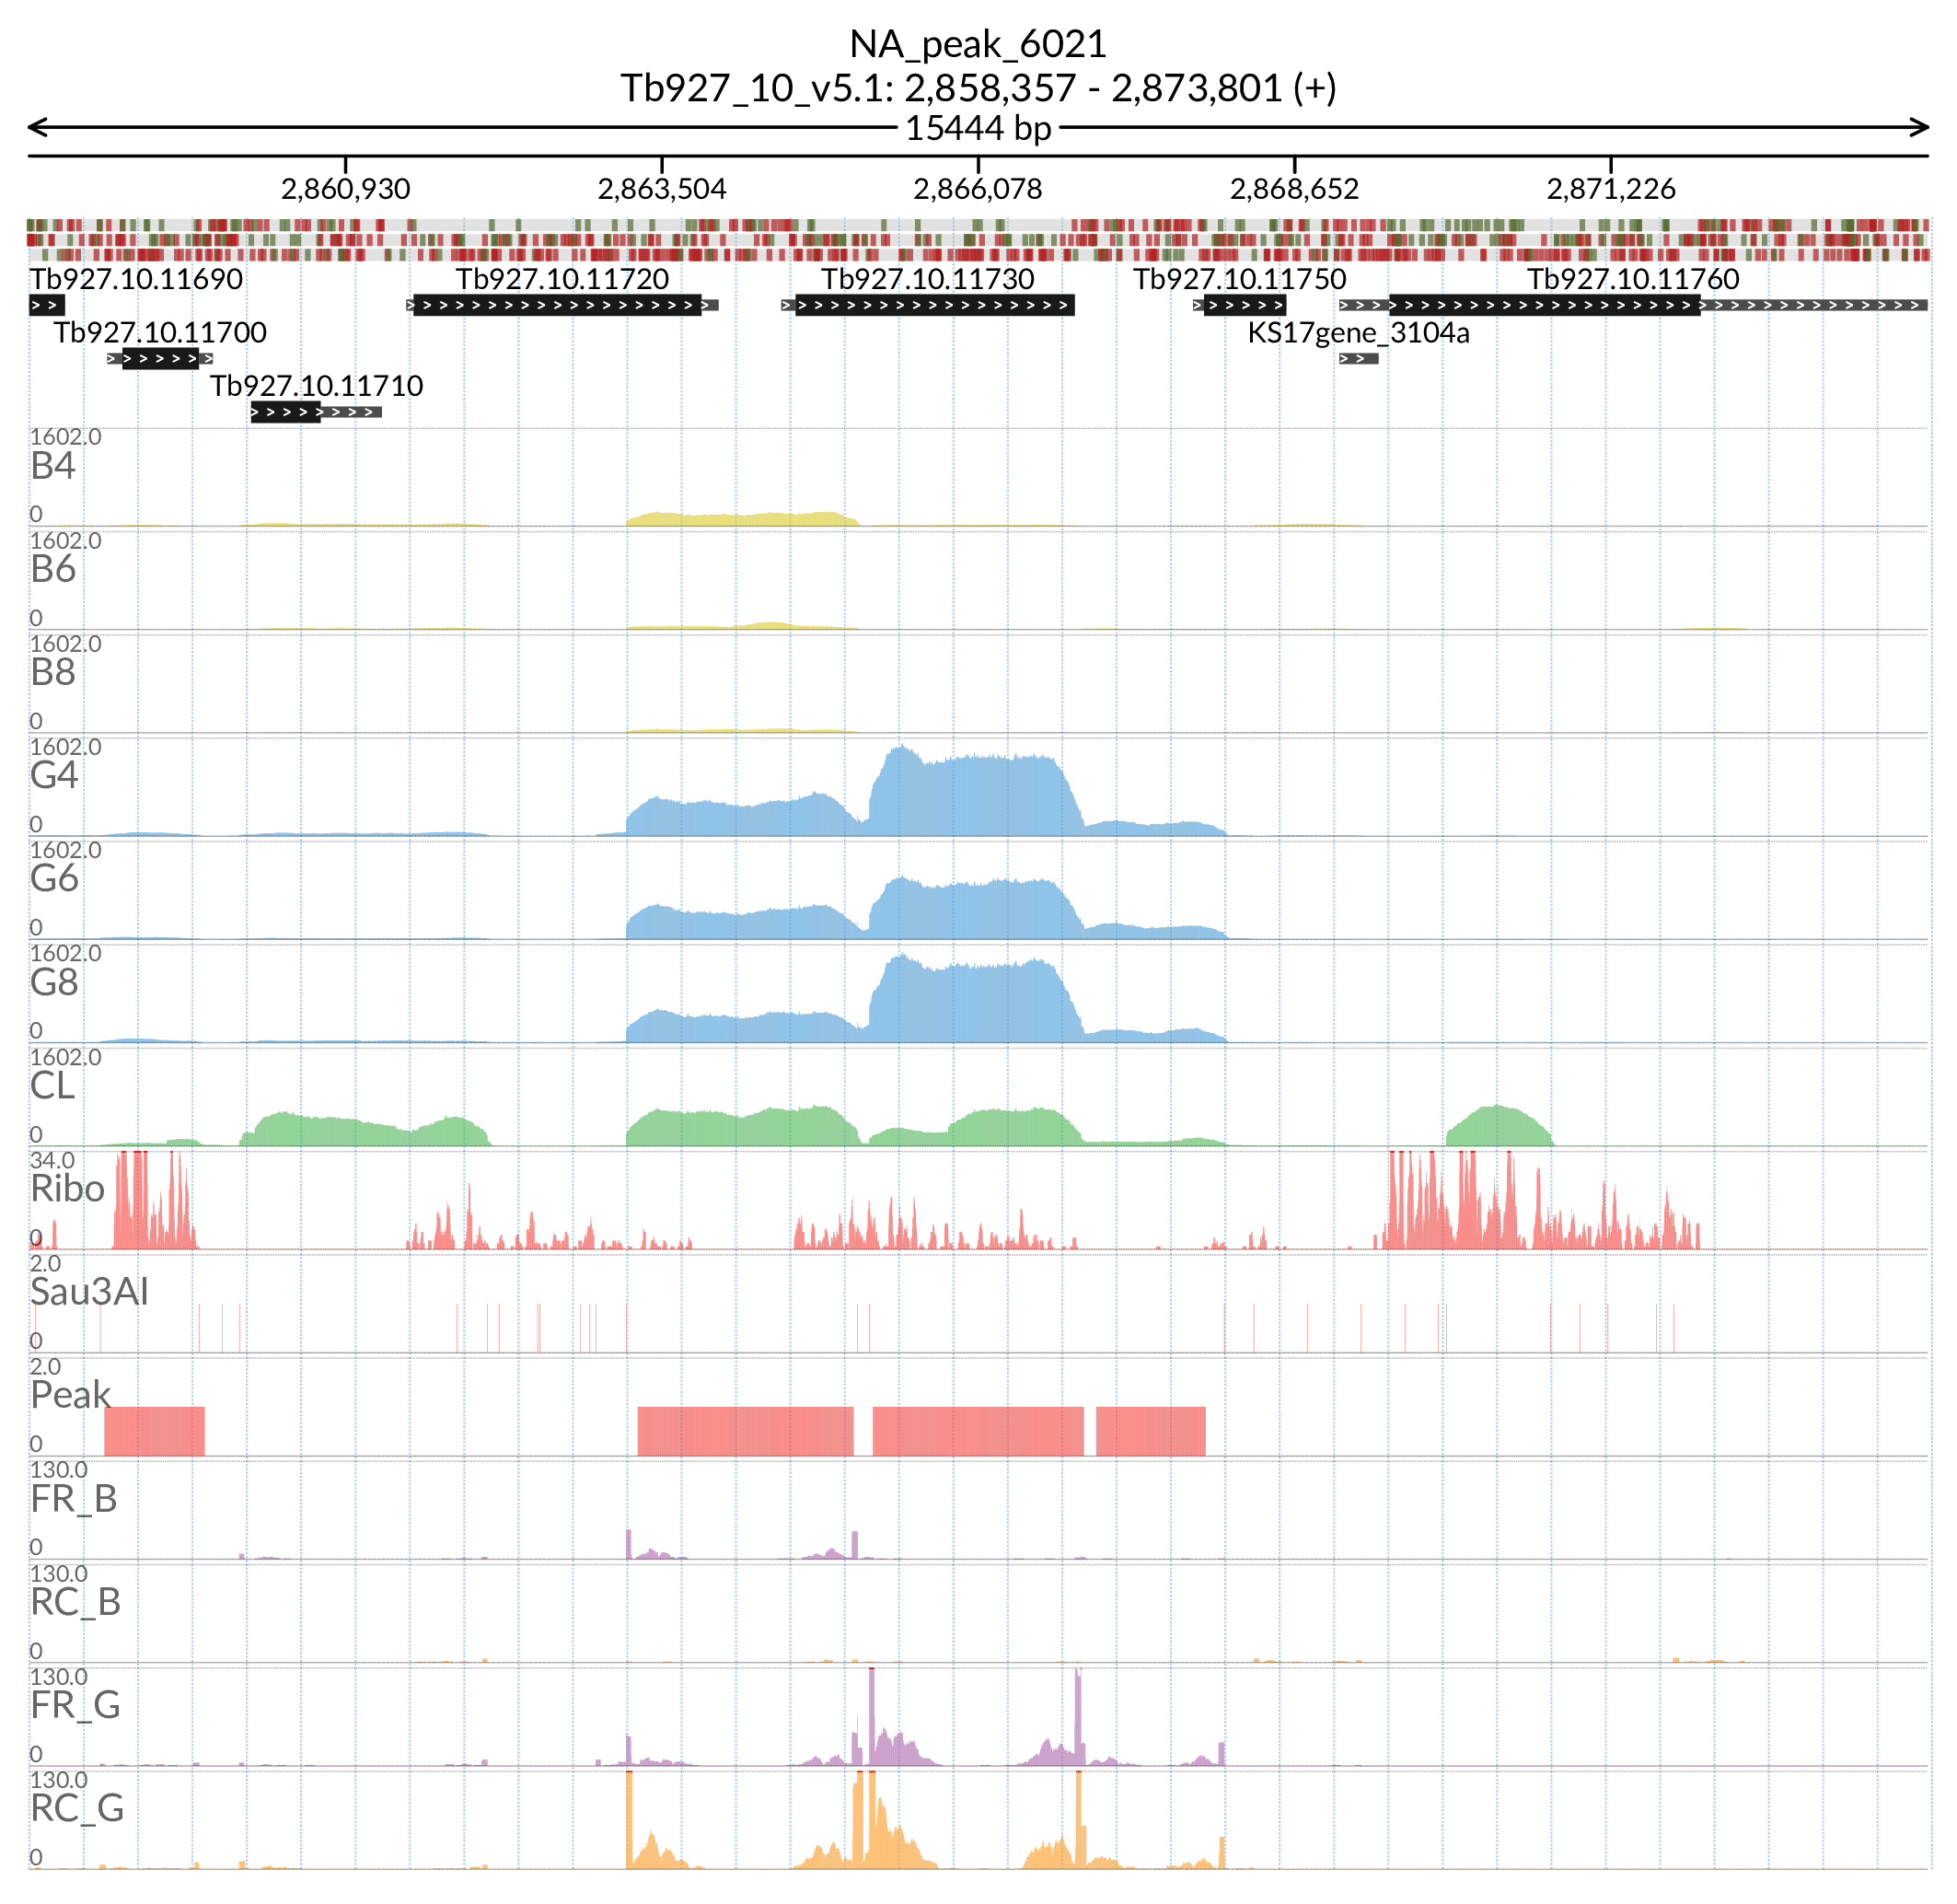 NA_peak_6021
Tb927_10_v5.1: 2,858,357 - 2,873,801 (+)
15444 bp
2,860,930 2,863,504 2,866,078 2,868,652 2,871,226
Tb927.10.11690 Tb927.10.11720 Tb927.10.11730 Tb927.10.11750 Tb927.10.11760
Tb927.10.11700 KS17gene_3104a
Tb927.10.11710
1602.0
B4
0
1602.0
B6
0
1602.0
B8
0
1602.0
G4
0
1602.0
G6
0
1602.0
G8
0
1602.0
CL
0
34.0
Ribo
0
2.0
Sau3AI
0
2.0
Peak
0
130.0
FR_B
0
130.0
RC_B
0
130.0
FR_G
0
130.0
RC_G
0